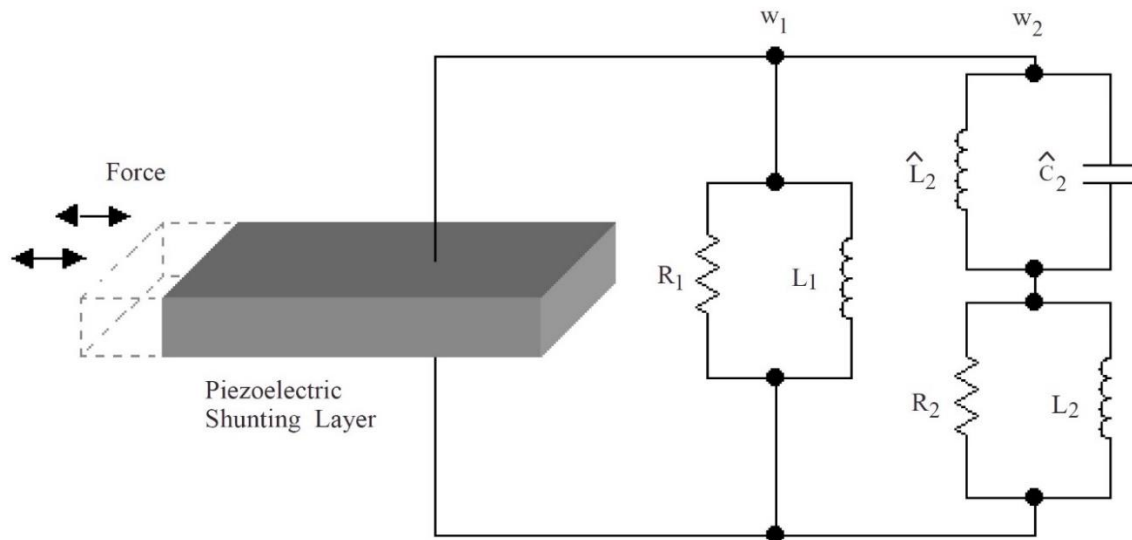 w₁
w₂
Force
L̂₂
Ĉ₂
R₁
L₁
Piezoelectric
Shunting Layer
R₂
L₂